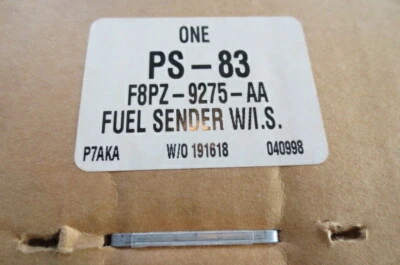 ONE
PS-83
F8PZ-9275-AA
FUEL SENDER W/I.S.
P7AKA W/O 191618 040998